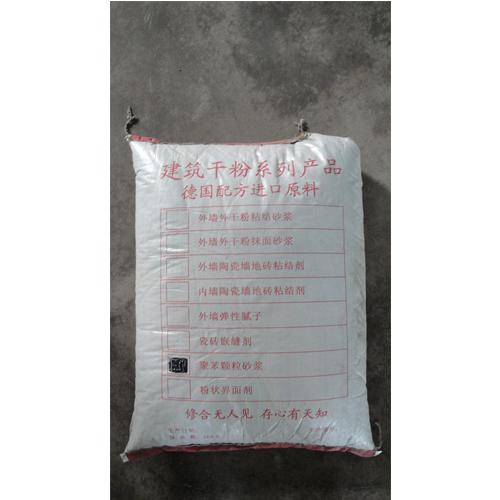 建筑干粉系列产品
德国配方进口原料
外墙外干粉粘结砂浆
外墙外干粉抹面砂浆
外墙陶瓷墙地砖粘结剂
内墙陶瓷墙地砖粘结剂
外墙弹性腻子
瓷砖嵌缝剂
聚苯颗粒砂浆
粉状界面剂
修合无人见 存心有天知
生产日期: